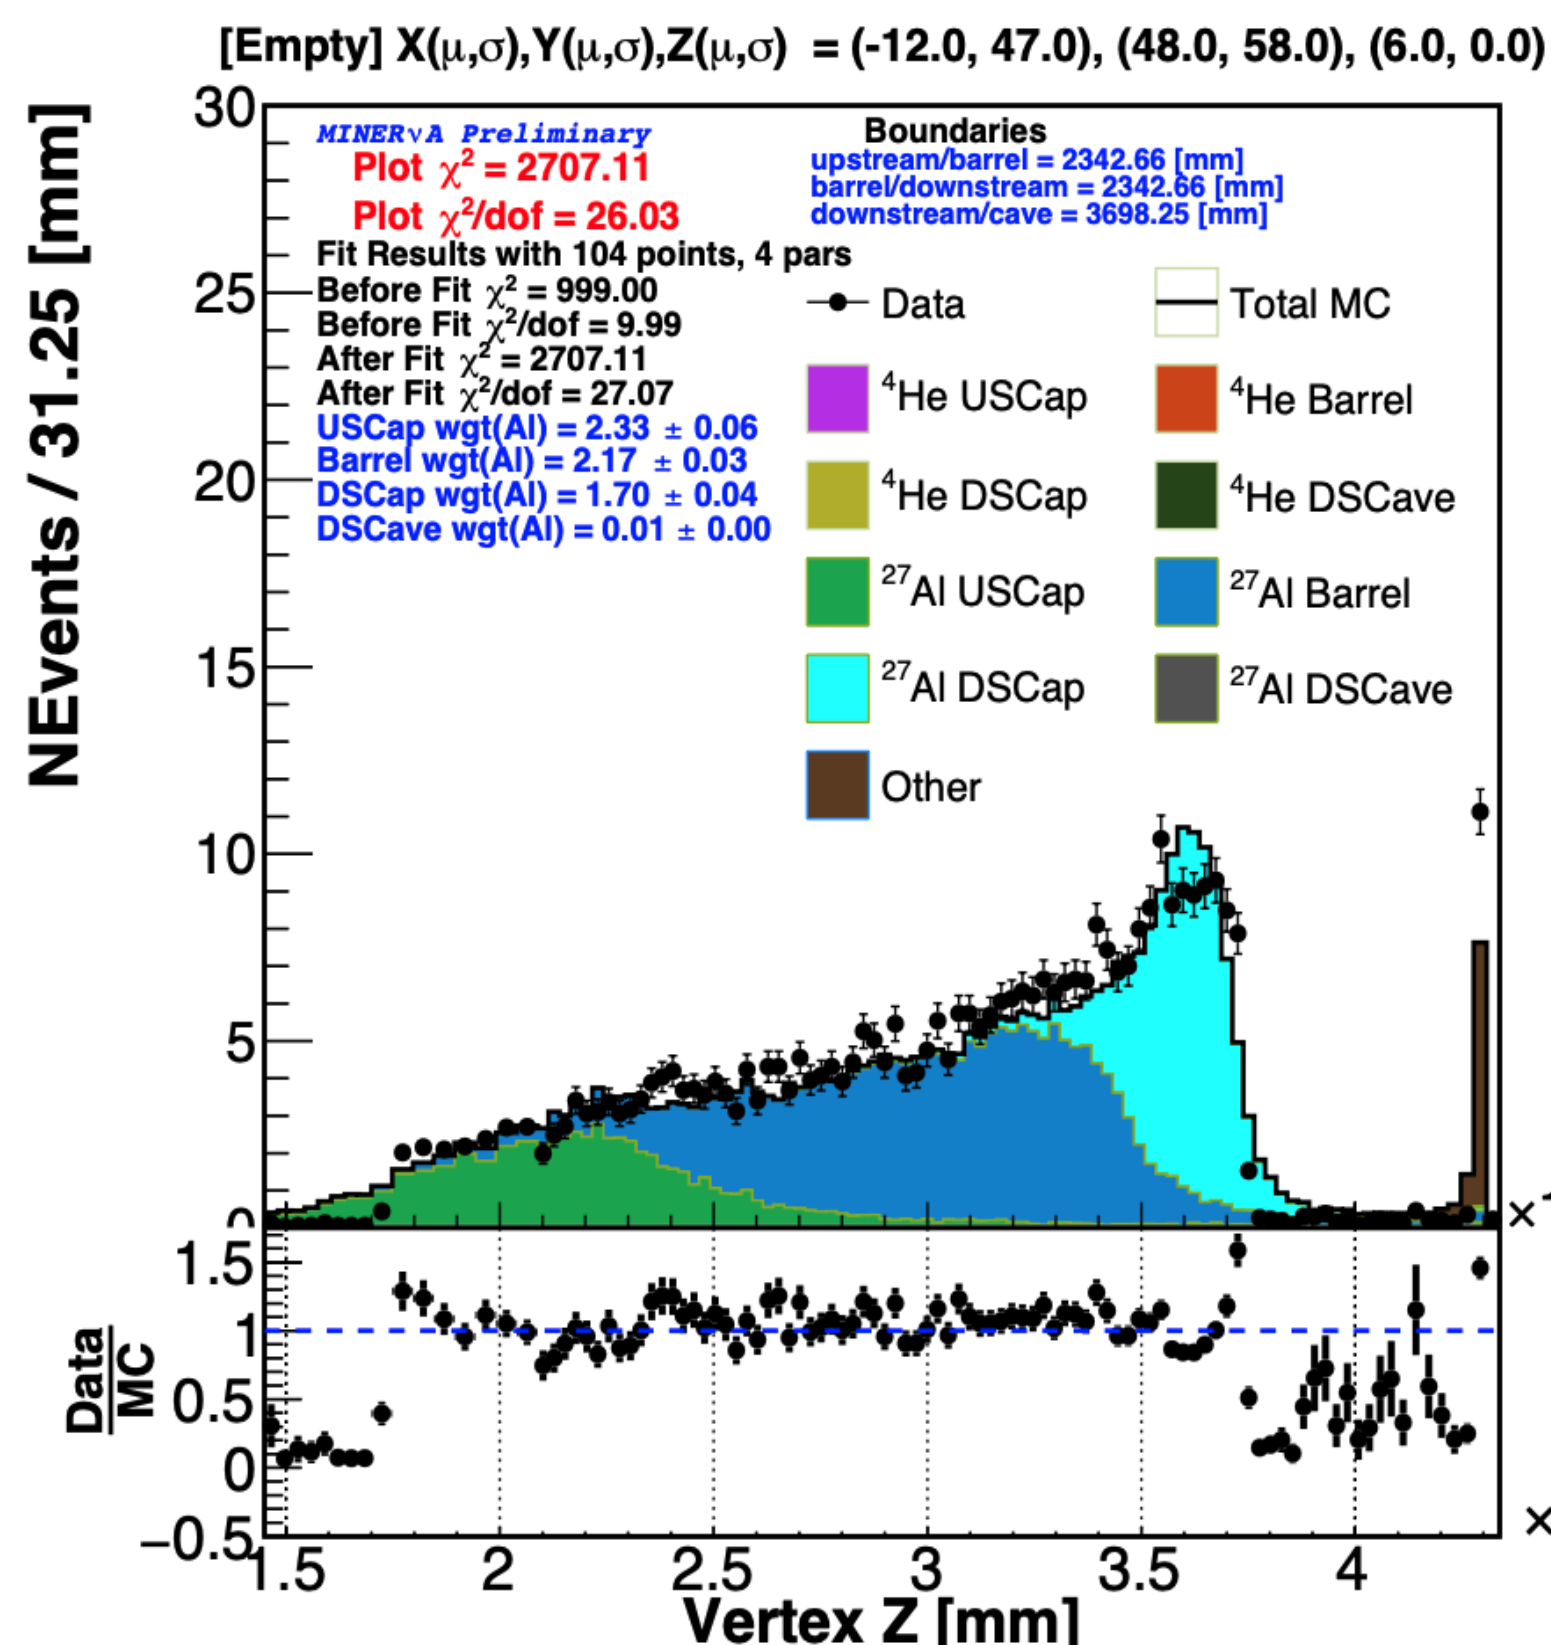 [Empty] X(μ,σ),Y(μ,σ),Z(μ,σ) = (-12.0, 47.0), (48.0, 58.0), (6.0, 0.0)
NEvents / 31.25 [mm]
30
25
20
15
10
5
0
MINERνA Preliminary
Plot χ² = 2707.11
Plot χ²/dof = 26.03
Fit Results with 104 points, 4 pars
Before Fit χ² = 999.00
Before Fit χ²/dof = 9.99
After Fit χ² = 2707.11
After Fit χ²/dof = 27.07
USCap wgt(Al) = 2.33 ± 0.06
Barrel wgt(Al) = 2.17 ± 0.03
DSCap wgt(Al) = 1.70 ± 0.04
DSCave wgt(Al) = 0.01 ± 0.00
Boundaries
upstream/barrel = 2342.66 [mm]
barrel/downstream = 2342.66 [mm]
downstream/cave = 3698.25 [mm]
Data
Total MC
⁴He USCap
⁴He Barrel
⁴He DSCap
⁴He DSCave
²⁷Al USCap
²⁷Al Barrel
²⁷Al DSCap
²⁷Al DSCave
Other
×
Data
MC
1.5
1
0.5
0
−0.5
×
1.5 2 2.5 3 3.5 4
Vertex Z [mm]